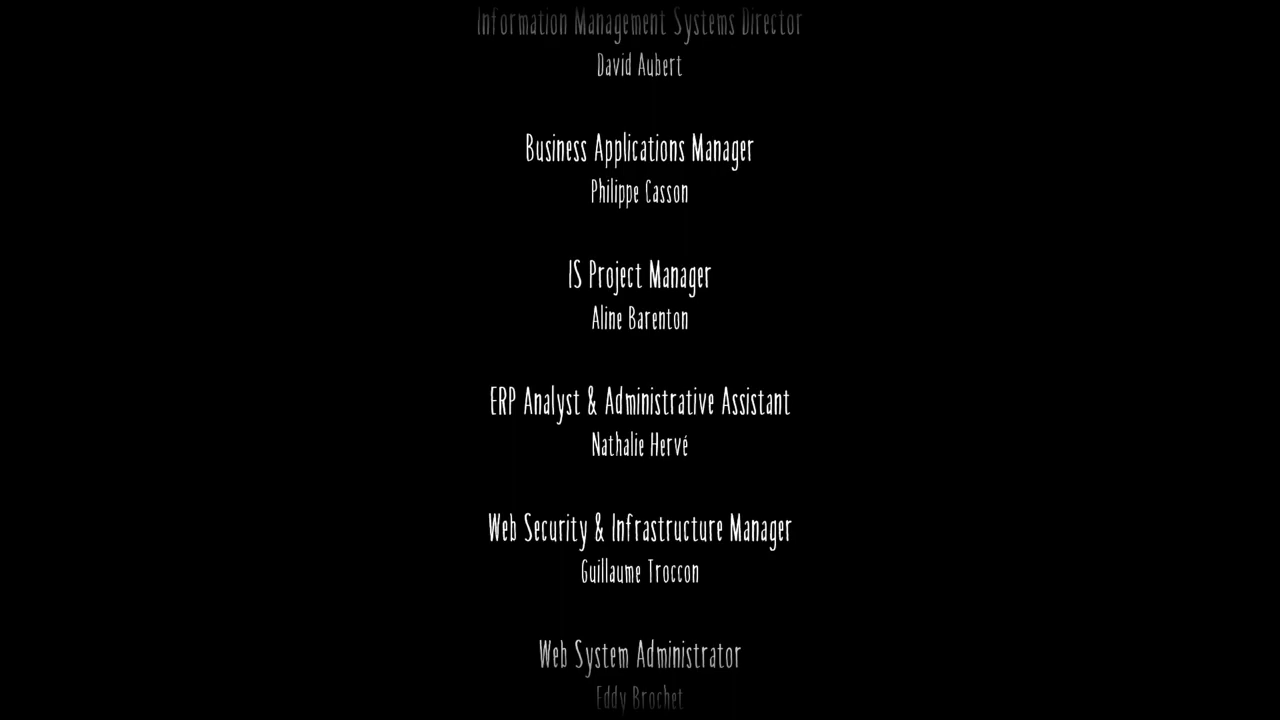 Information Management Systems Director
David Aubert
Business Applications Manager
Philippe Casson
IS Project Manager
Aline Barenton
ERP Analyst & Administrative Assistant
Nathalie Hervé
Web Security & Infrastructure Manager
Guillaume Troccon
Web System Administrator
Eddy Brochet